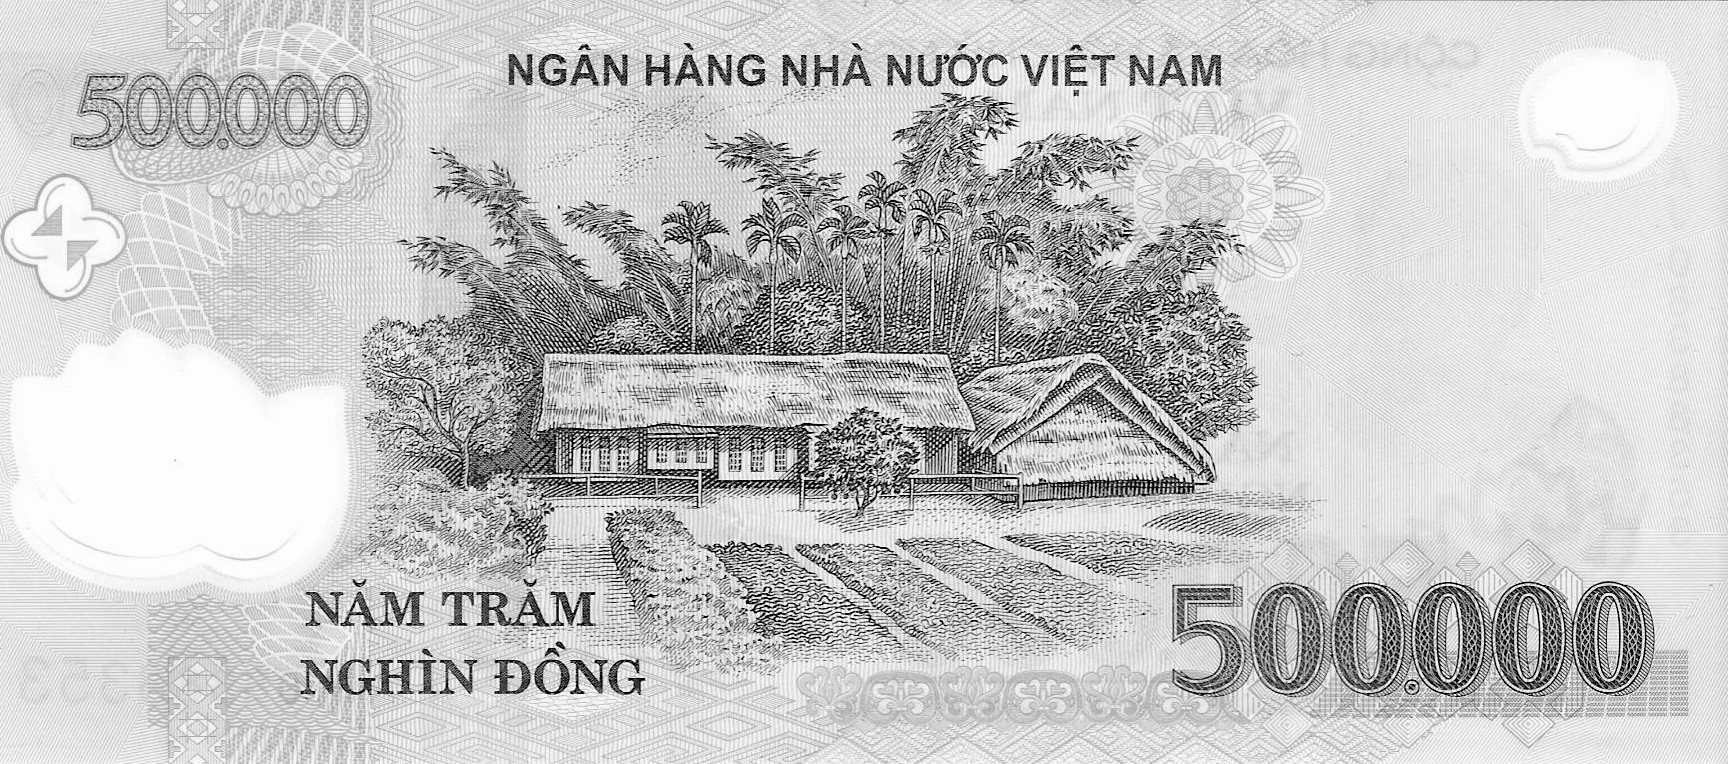 NGÂN HÀNG NHÀ NƯỚC VIỆT NAM
500.000
NĂM TRĂM
NGHÌN ĐỒNG
500.000